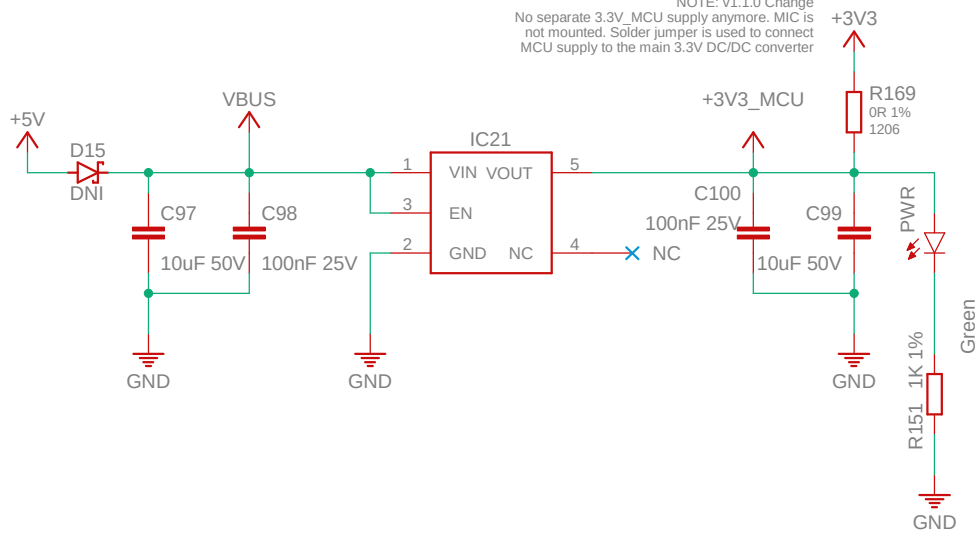 NOTE: v1.1.0 Change
No separate 3.3V_MCU supply anymore. MIC is
not mounted. Solder jumper is used to connect
MCU supply to the main 3.3V DC/DC converter
+3V3
R169
0R 1%
1206
+3V3_MCU
VBUS
+5V
D15
DNI
IC21
1
VIN
VOUT
5
3
EN
2
GND
NC
4
NC
C97
10uF 50V
C98
100nF 25V
C100
100nF 25V
C99
10uF 50V
PWR
Green
R151
1K 1%
GND
GND
GND
GND